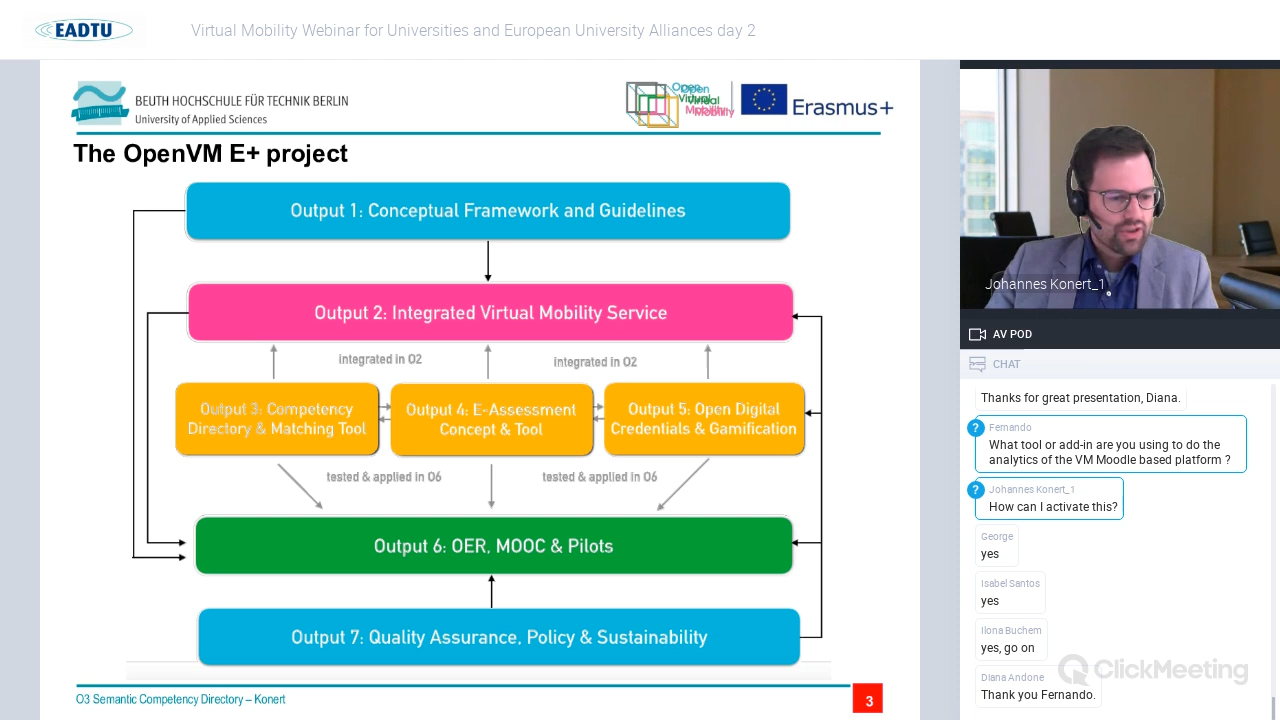 EADTU
Virtual Mobility Webinar for Universities and European University Alliances day 2
BEUTH HOCHSCHULE FÜR TECHNIK BERLIN
University of Applied Sciences
Open
Virtual
Mobility
Open
Virtual
Mobility
Erasmus+
The OpenVM E+ project
Output 1: Conceptual Framework and Guidelines
Output 2: Integrated Virtual Mobility Service
integrated in O2
integrated in O2
Output 3: Competency
Directory & Matching Tool
Output 4: E-Assessment
Concept & Tool
Output 5: Open Digital
Credentials & Gamification
tested & applied in O6
tested & applied in O6
Output 6: OER, MOOC & Pilots
Output 7: Quality Assurance, Policy & Sustainability
O3 Semantic Competency Directory – Konert
3
Johannes Konert_1
AV POD
CHAT
Thanks for great presentation, Diana.
?
Fernando
What tool or add-in are you using to do the
analytics of the VM Moodle based platform ?
?
Johannes Konert_1
How can I activate this?
George
yes
Isabel Santos
yes
Ilona Buchem
yes, go on
Diana Andone
Thank you Fernando.
ClickMeeting